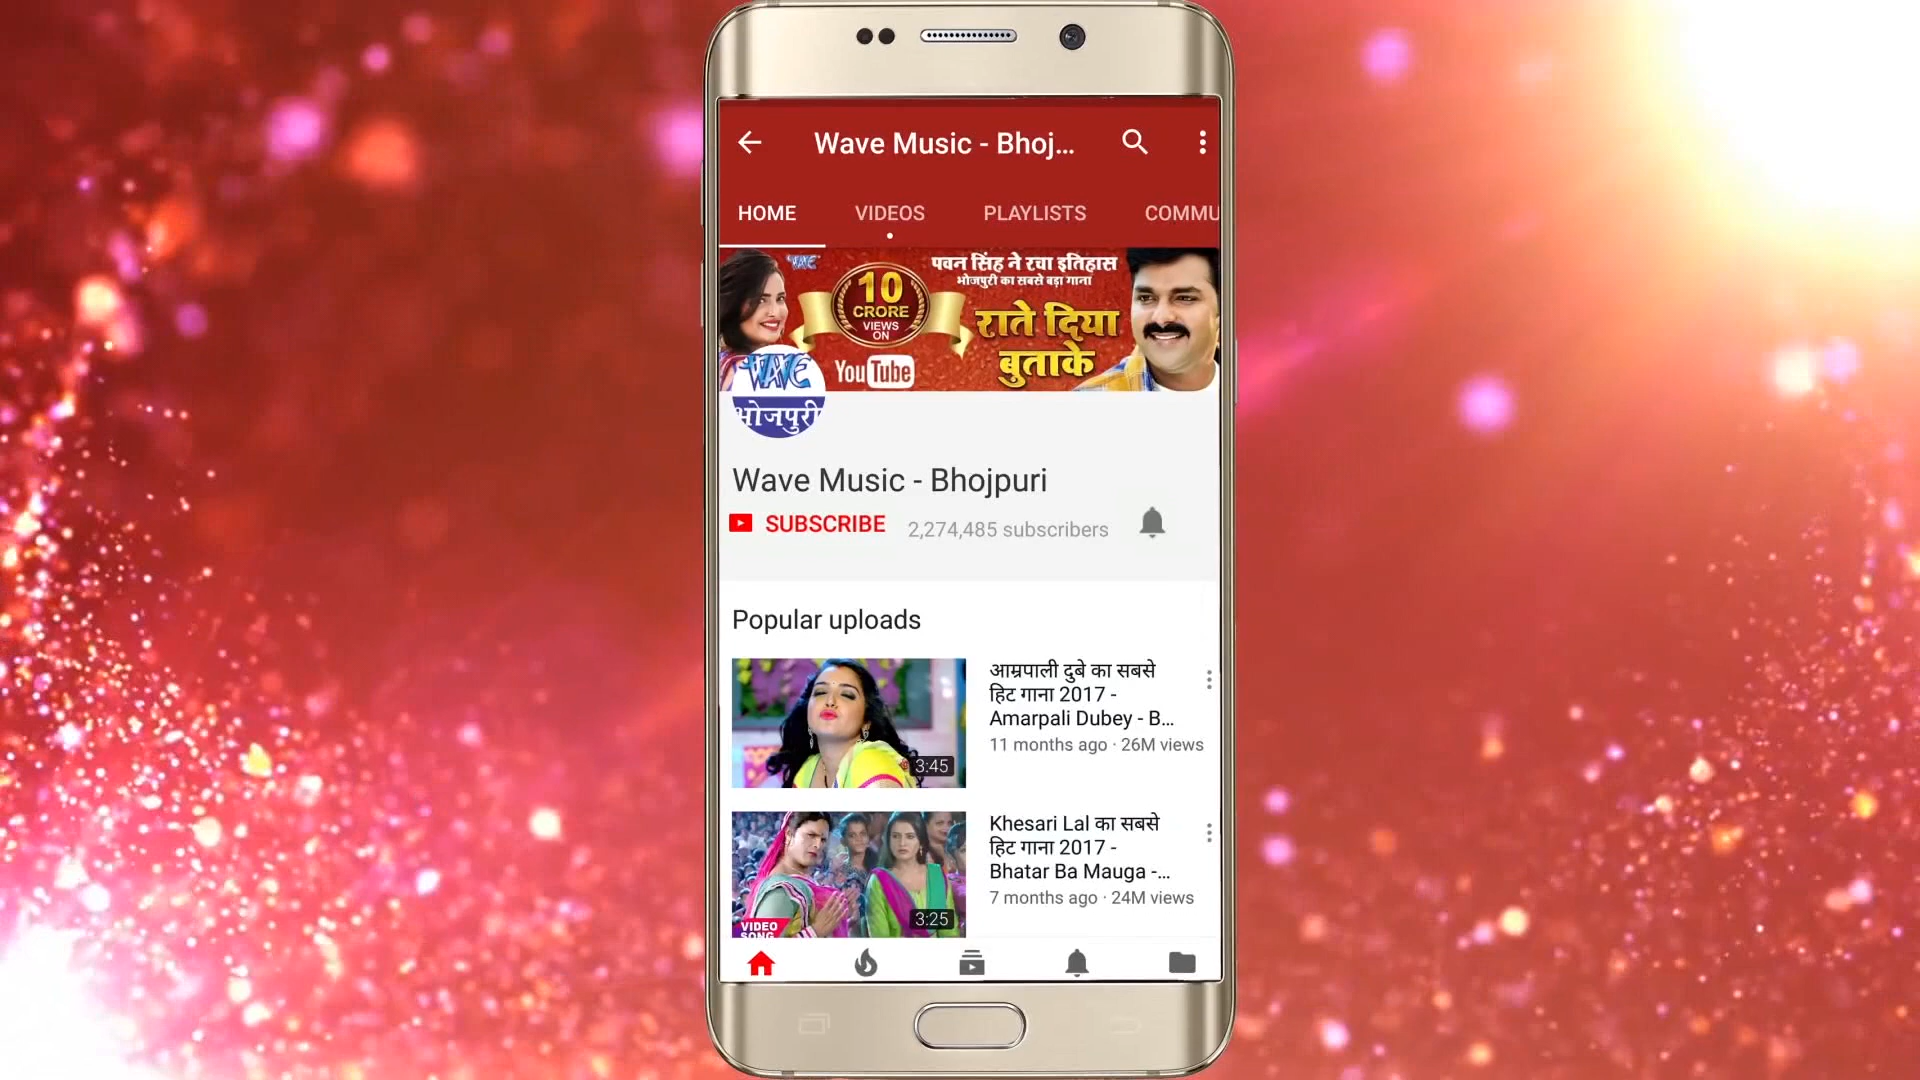 Wave Music - Bhoj...
HOME VIDEOS PLAYLISTS COMMU
WAVE
पवन सिंह ने रचा इतिहास
भोजपुरी का सबसे बड़ा गाना
10
CRORE
VIEWS
ON
YouTube
राते दिया
बुताके
WAVE
भोजपुरी
Wave Music - Bhojpuri
SUBSCRIBE 2,274,485 subscribers
Popular uploads
3:45
आम्रपाली दुबे का सबसे
हिट गाना 2017 -
Amarpali Dubey - B...
11 months ago · 26M views
VIDEO
SONG
3:25
Khesari Lal का सबसे
हिट गाना 2017 -
Bhatar Ba Mauga -...
7 months ago · 24M views